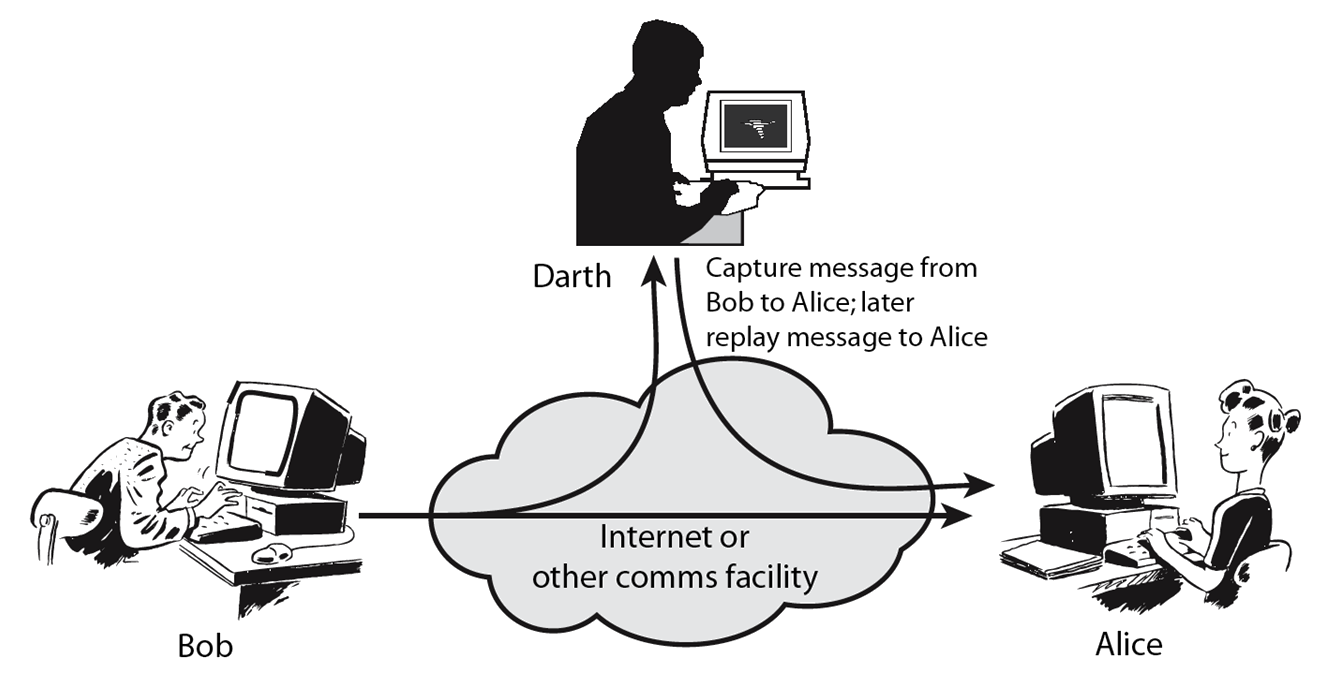 Darth
Capture message from
Bob to Alice; later
replay message to Alice
Internet or
other comms facility
Bob
Alice